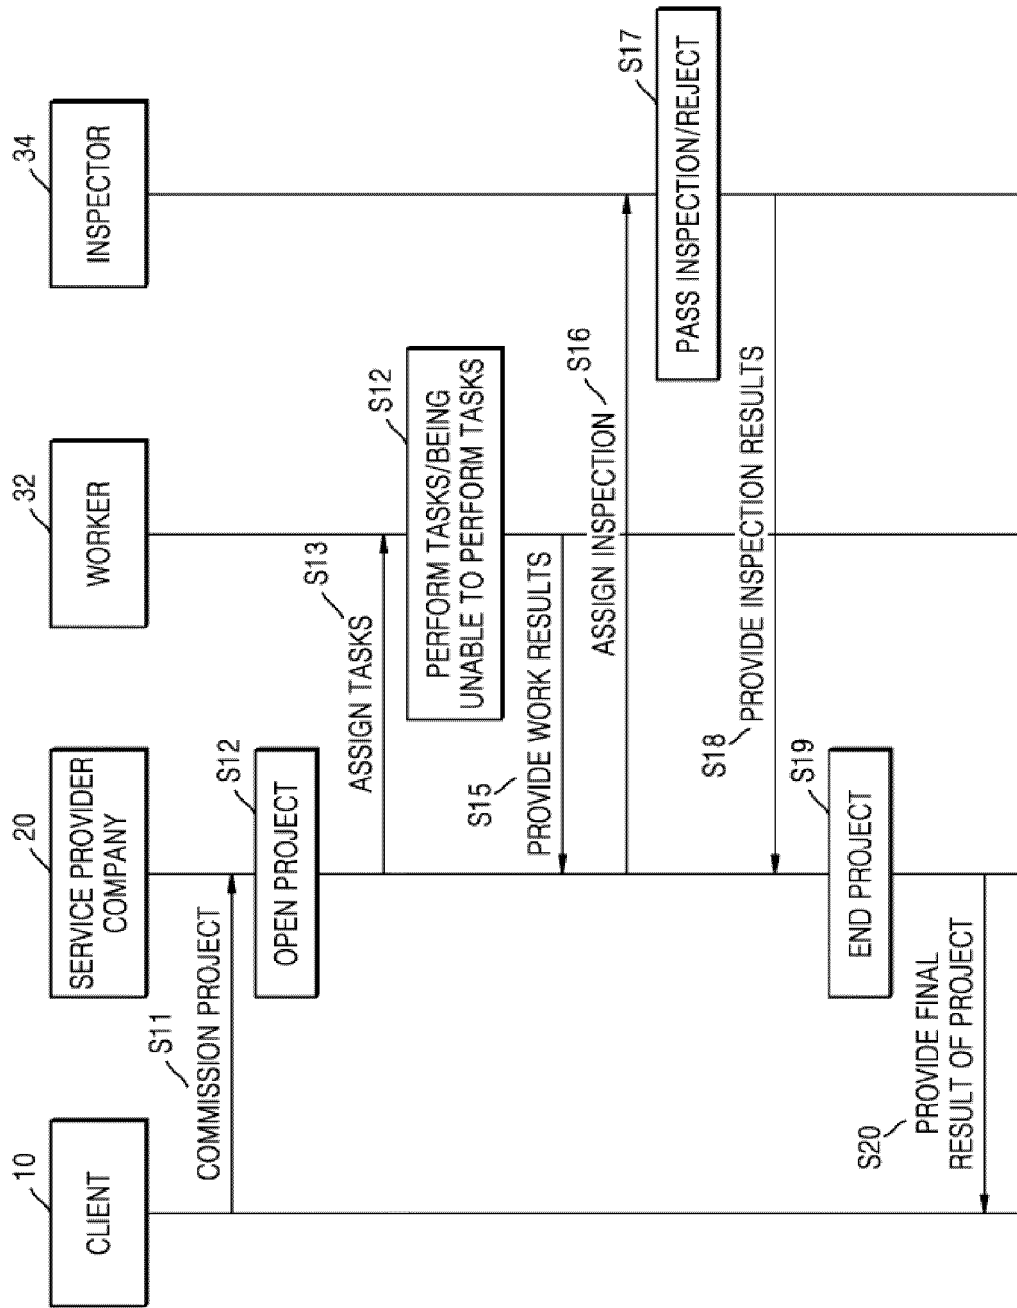 10
CLIENT
20
SERVICE PROVIDER
COMPANY
32
WORKER
34
INSPECTOR
S11
COMMISSION PROJECT
S12
OPEN PROJECT
S13
ASSIGN TASKS
S12
PERFORM TASKS/BEING
UNABLE TO PERFORM TASKS
S15
PROVIDE WORK RESULTS
S16
ASSIGN INSPECTION
S17
PASS INSPECTION/REJECT
S18
PROVIDE INSPECTION RESULTS
S19
END PROJECT
S20
PROVIDE FINAL
RESULT OF PROJECT